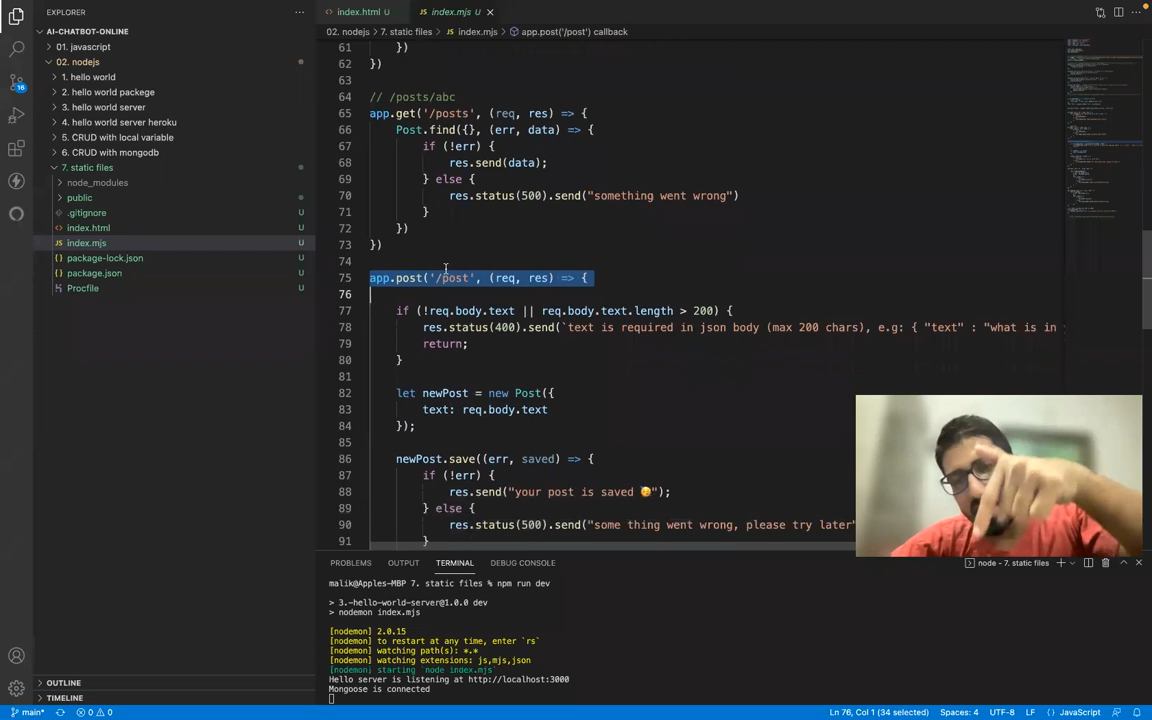 EXPLORER
index.html U
index.mjs U
AI-CHATBOT-ONLINE
02. nodejs > 7. static files > index.mjs > app.post('/post') callback
01. javascript
02. nodejs
1. hello world
2. hello world packege
3. hello world server
4. hello world server heroku
5. CRUD with local variable
6. CRUD with mongodb
7. static files
node_modules
public
.gitignore U
index.html U
index.mjs U
package-lock.json U
package.json U
Procfile U
16
61 })
62 })
63
64 // /posts/abc
65 app.get('/posts', (req, res) => {
66 Post.find({}, (err, data) => {
67 if (!err) {
68 res.send(data);
69 } else {
70 res.status(500).send("something went wrong")
71 }
72 })
73 })
74
75 app.post('/post', (req, res) => {
76
77 if (!req.body.text || req.body.text.length > 200) {
78 res.status(400).send(`text is required in json body (max 200 chars), e.g: { "text" : "what is in
79 return;
80 }
81
82 let newPost = new Post({
83 text: req.body.text
84 });
85
86 newPost.save((err, saved) => {
87 if (!err) {
88 res.send("your post is saved 🥳");
89 } else {
90 res.status(500).send("some thing went wrong, please try later"
91 }
PROBLEMS OUTPUT TERMINAL DEBUG CONSOLE
node - 7. static files
malik@Apples-MBP 7. static files % npm run dev
> 3.-hello-world-server@1.0.0 dev
> nodemon index.mjs
[nodemon] 2.0.15
[nodemon] to restart at any time, enter `rs`
[nodemon] watching path(s): *.*
[nodemon] watching extensions: js,mjs,json
[nodemon] starting `node index.mjs`
Hello server is listening at http://localhost:3000
Mongoose is connected
OUTLINE
TIMELINE
main* 0 0
Ln 76, Col 1 (34 selected) Spaces: 4 UTF-8 LF JavaScript